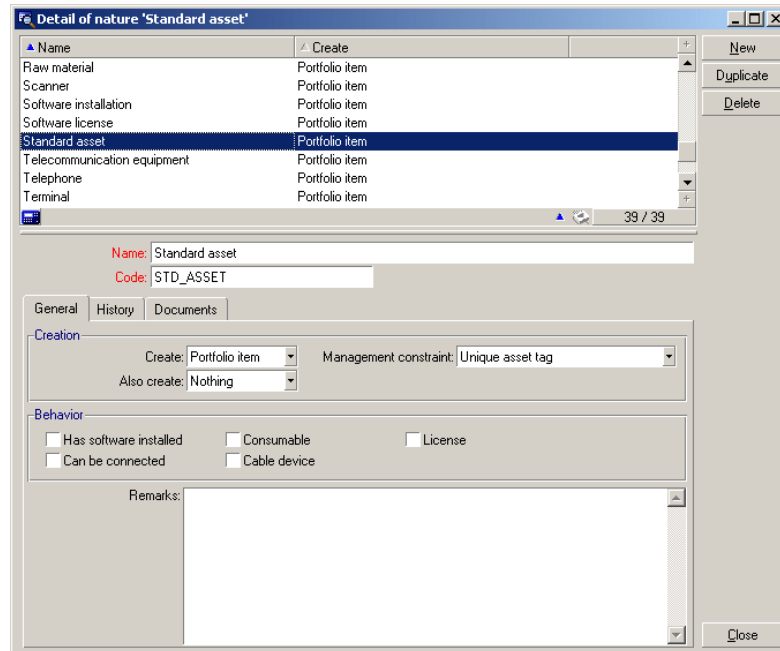 Detail of nature 'Standard asset'
Name Create
New
Raw material Portfolio item
Duplicate
Scanner Portfolio item
Software installation Portfolio item
Delete
Software license Portfolio item
Standard asset Portfolio item
Telecommunication equipment Portfolio item
Telephone Portfolio item
Terminal Portfolio item
39 / 39
Name: Standard asset
Code: STD_ASSET
General History Documents
Creation
Create: Portfolio item Management constraint: Unique asset tag
Also create: Nothing
Behavior
Has software installed Consumable License
Can be connected Cable device
Remarks:
Close